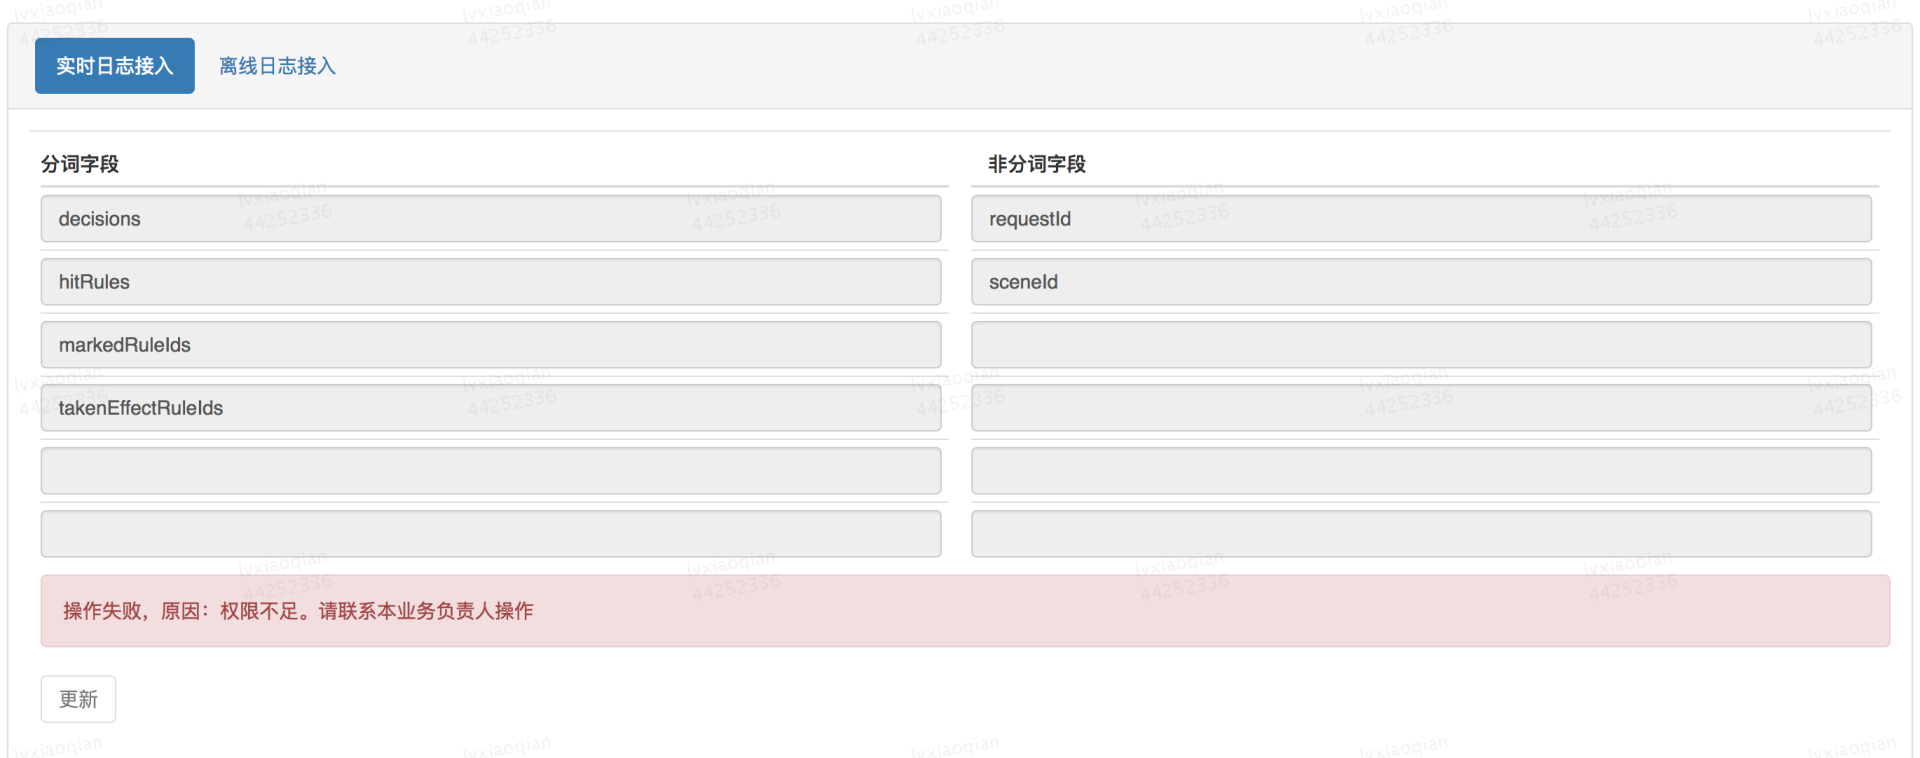 实时日志接入 离线日志接入
分词字段 非分词字段
decisions requestId
hitRules sceneId
markedRuleIds
takenEffectRuleIds
操作失败，原因：权限不足。请联系本业务负责人操作
更新
lvxiaoqian
44252336